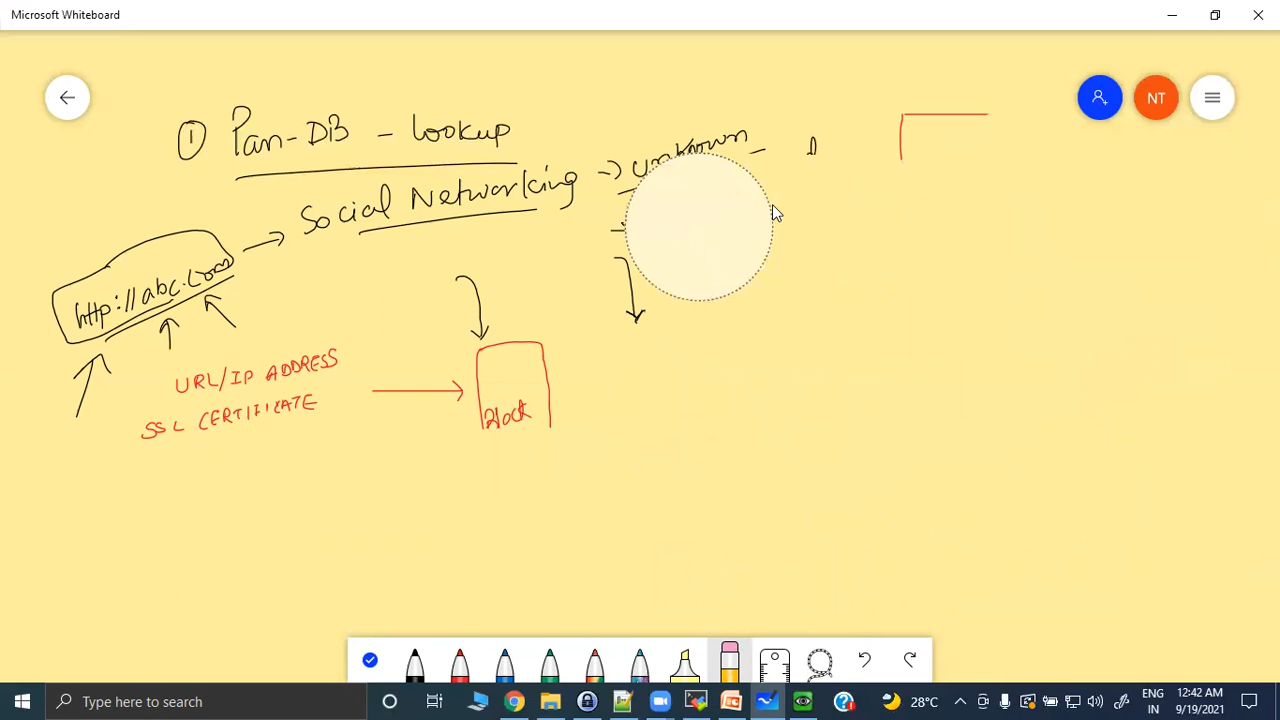 Microsoft Whiteboard
NT
① Pan-DB - lookup
http://abc.com → Social Networking → unknown -
URL/IP ADDRESS
SSL CERTIFICATE
Block
Type here to search
28°C
ENG
IN
12:42 AM
9/19/2021